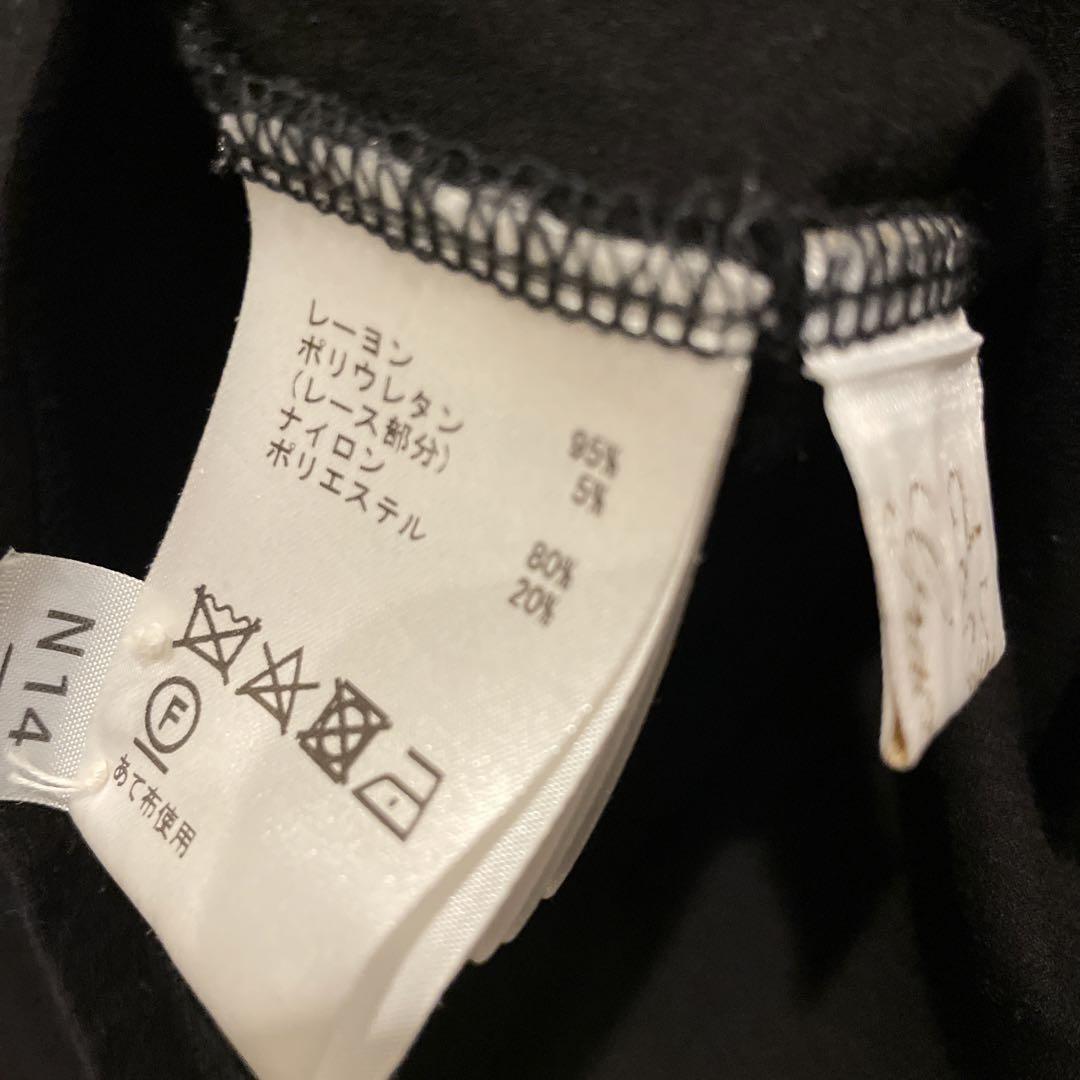 レーヨン 95%
ポリウレタン 5%
(レース部分)
ナイロン 80%
ポリエステル 20%
F
あて布使用
N14